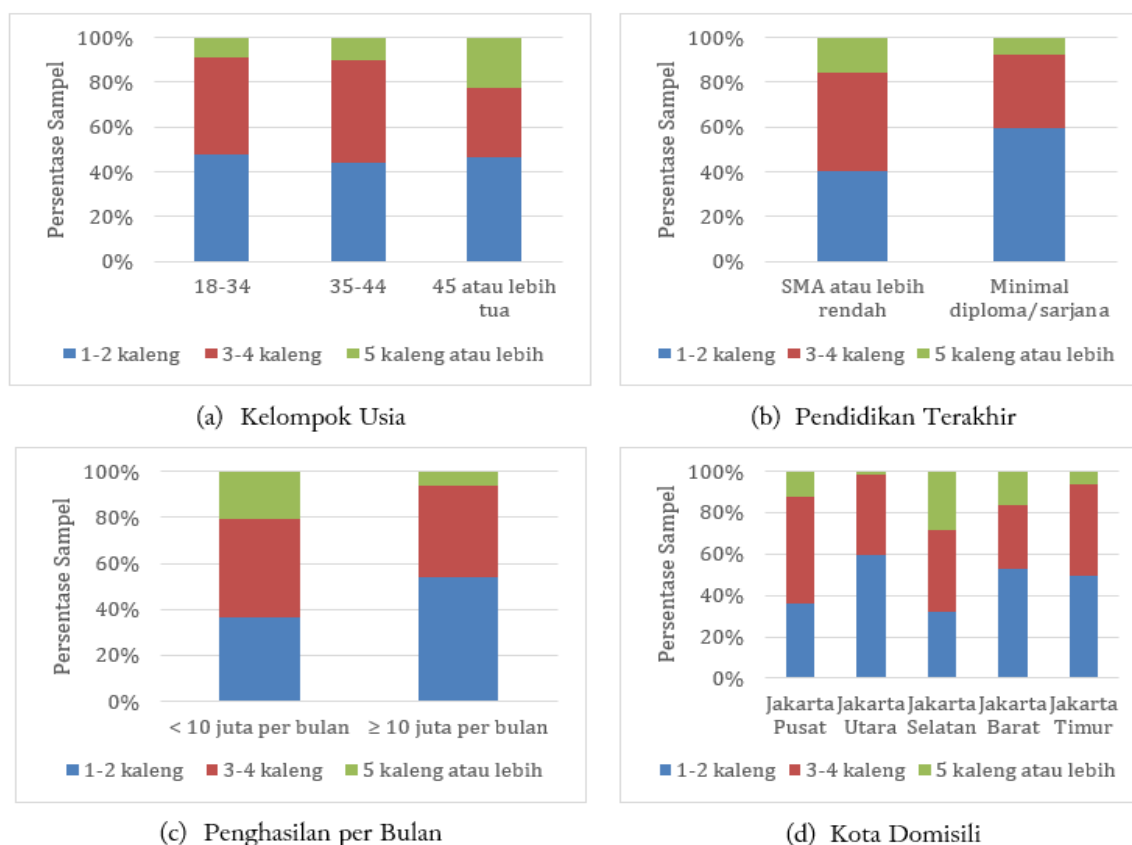 100%
80%
60%
40%
20%
0%
Persentase Sampel
18-34
35-44
45 atau lebih
tua
1-2 kaleng
3-4 kaleng
5 kaleng atau lebih
(a) Kelompok Usia
100%
80%
60%
40%
20%
0%
Persentase Sampel
SMA atau lebih
rendah
Minimal
diploma/sarjana
1-2 kaleng
3-4 kaleng
5 kaleng atau lebih
(b) Pendidikan Terakhir
100%
80%
60%
40%
20%
0%
Persentase Sampel
< 10 juta per bulan
≥ 10 juta per bulan
1-2 kaleng
3-4 kaleng
5 kaleng atau lebih
(c) Penghasilan per Bulan
100%
80%
60%
40%
20%
0%
Persentase Sampel
Jakarta
Pusat
Jakarta
Utara
Jakarta
Selatan
Jakarta
Barat
Jakarta
Timur
1-2 kaleng
3-4 kaleng
5 kaleng atau lebih
(d) Kota Domisili